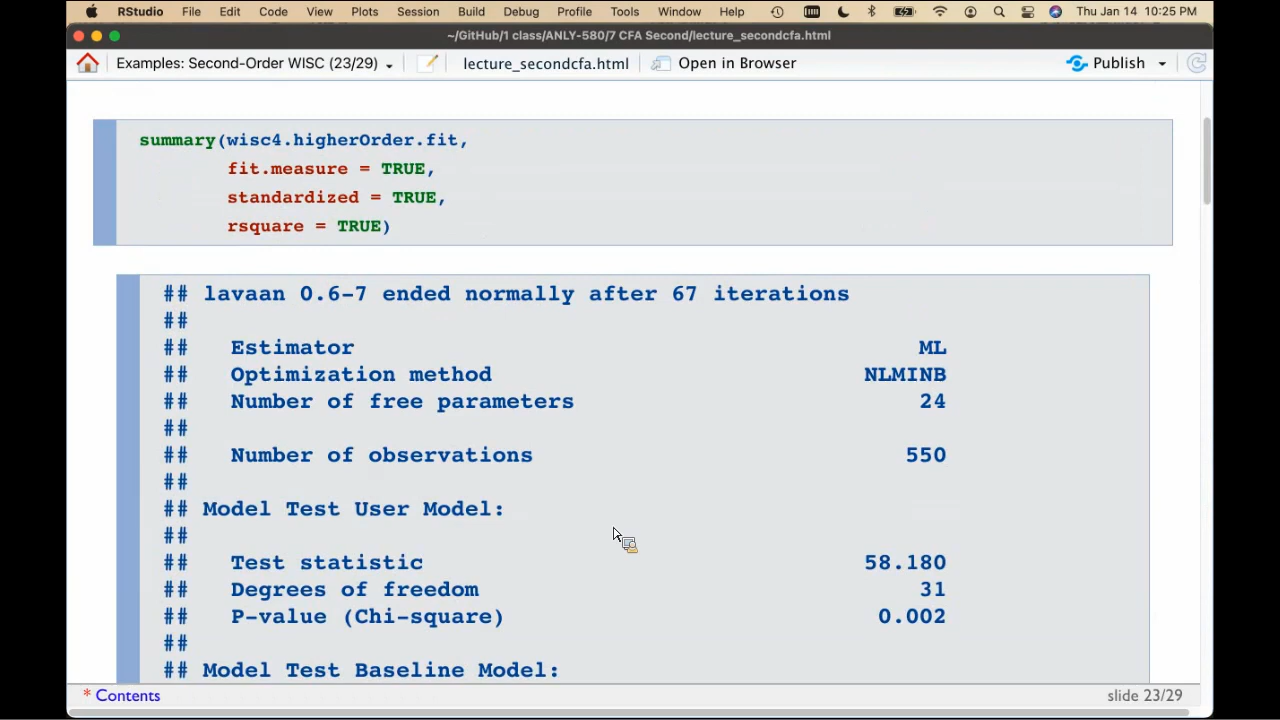 RStudio File Edit Code View Plots Session Build Debug Profile Tools Window Help Thu Jan 14 10:25 PM
~/GitHub/1 class/ANLY-580/7 CFA Second/lecture_secondcfa.html
Examples: Second-Order WISC (23/29) lecture_secondcfa.html Open in Browser Publish
summary(wisc4.higherOrder.fit,
fit.measure = TRUE,
standardized = TRUE,
rsquare = TRUE)
## lavaan 0.6-7 ended normally after 67 iterations
##
## Estimator ML
## Optimization method NLMINB
## Number of free parameters 24
##
## Number of observations 550
##
## Model Test User Model:
##
## Test statistic 58.180
## Degrees of freedom 31
## P-value (Chi-square) 0.002
##
## Model Test Baseline Model:
* Contents slide 23/29